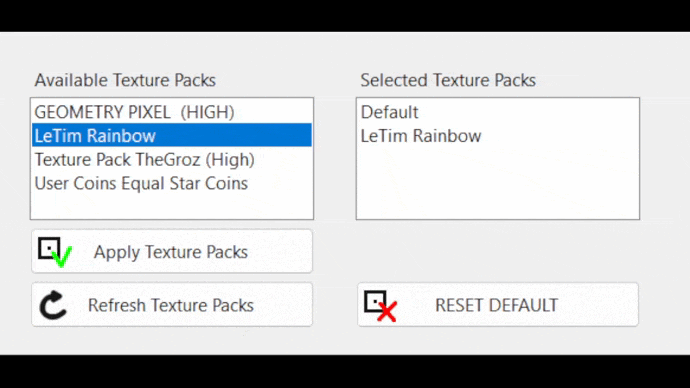 Available Texture Packs
GEOMETRY PIXEL (HIGH)
LeTim Rainbow
Texture Pack TheGroz (High)
User Coins Equal Star Coins
Apply Texture Packs
Refresh Texture Packs
Selected Texture Packs
Default
LeTim Rainbow
RESET DEFAULT